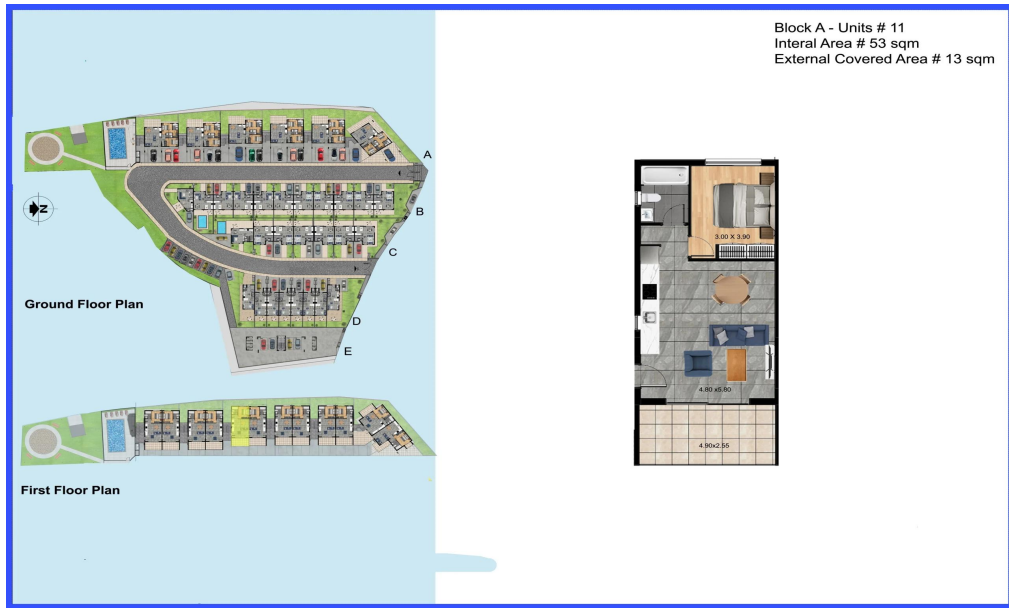 Block A - Units # 11
Interal Area # 53 sqm
External Covered Area # 13 sqm
A
B
N
C
D
E
Ground Floor Plan
First Floor Plan
3.00 X 3.90
4.80 x5.80
4.90x2.55